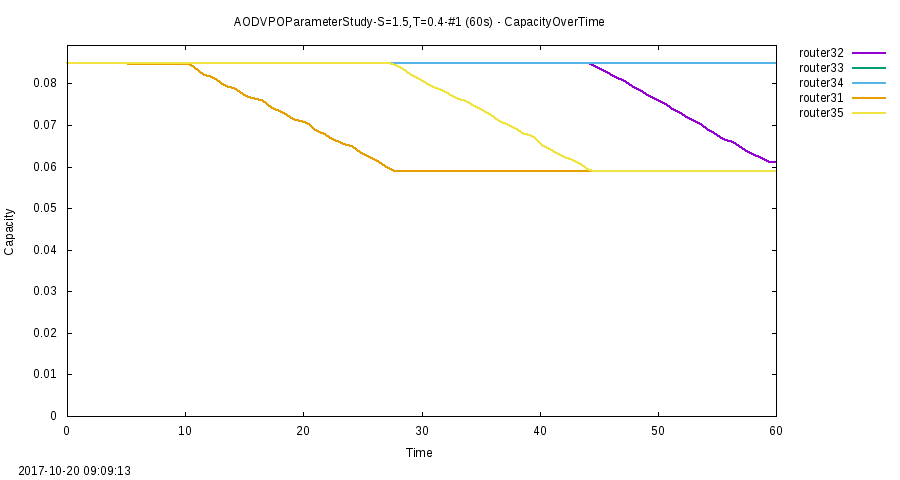 AODVPOParameterStudy-S=1.5,T=0.4-#1 (60s) - CapacityOverTime
router32
router33
router34
router31
router35
0.08
0.07
0.06
0.05
0.04
0.03
0.02
0.01
0
Capacity
0 10 20 30 40 50 60
Time
2017-10-20 09:09:13